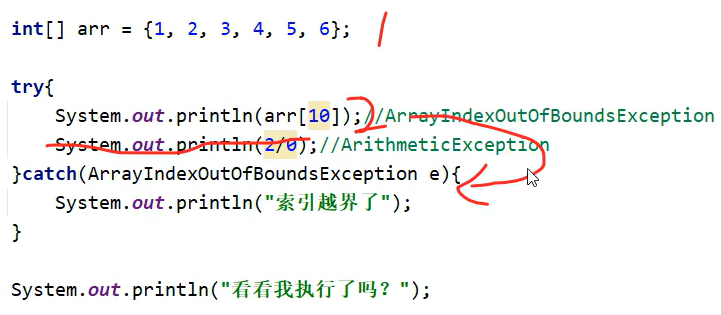 int[] arr = {1, 2, 3, 4, 5, 6}; 1
try{
System.out.println(arr[10]);//ArrayIndexOutOfBoundsException 2
System.out.println(2/0);//ArithmeticException
}catch(ArrayIndexOutOfBoundsException e){
System.out.println("索引越界了");
}
System.out.println("看看我执行了吗？");